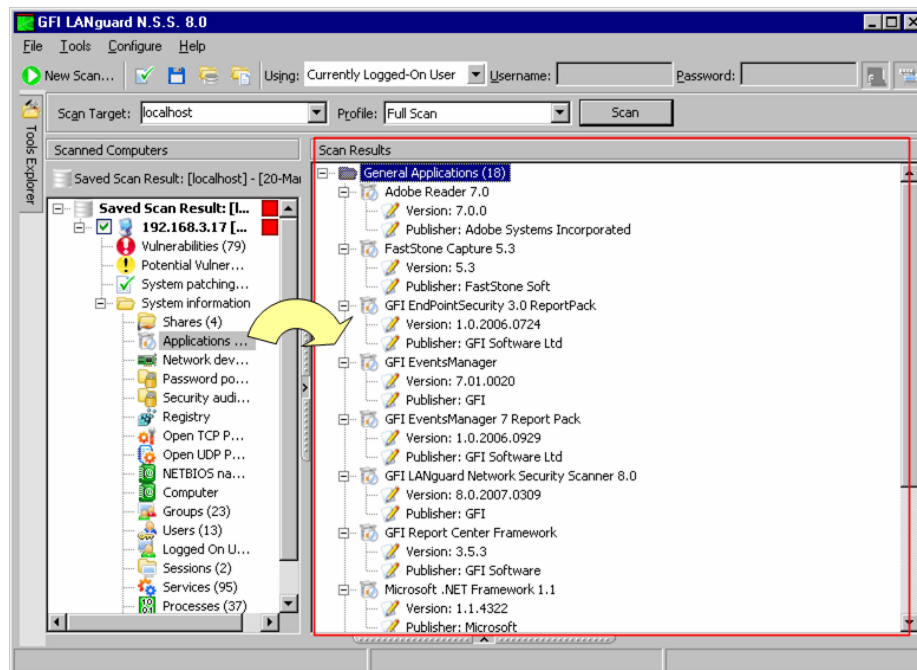 GFI LANguard N.S.S. 8.0
File Tools Configure Help
New Scan... Using: Currently Logged-On User Username: Password:
Scan Target: localhost Profile: Full Scan Scan
Tools Explorer
Scanned Computers
Saved Scan Result: [localhost] - [20-Mar
Saved Scan Result: [l...
192.168.3.17 [...
Vulnerabilities (79)
Potential Vulner...
System patching...
System information
Shares (4)
Applications ...
Network dev...
Password po...
Security audi...
Registry
Open TCP P...
Open UDP P...
NETBIOS na...
Computer
Groups (23)
Users (13)
Logged On U...
Sessions (2)
Services (95)
Processes (37)
Scan Results
General Applications (18)
Adobe Reader 7.0
Version: 7.0.0
Publisher: Adobe Systems Incorporated
FastStone Capture 5.3
Version: 5.3
Publisher: FastStone Soft
GFI EndPointSecurity 3.0 ReportPack
Version: 1.0.2006.0724
Publisher: GFI Software Ltd
GFI EventsManager
Version: 7.01.0020
Publisher: GFI
GFI EventsManager 7 Report Pack
Version: 1.0.2006.0929
Publisher: GFI Software Ltd
GFI LANguard Network Security Scanner 8.0
Version: 8.0.2007.0309
Publisher: GFI
GFI Report Center Framework
Version: 3.5.3
Publisher: GFI Software
Microsoft .NET Framework 1.1
Version: 1.1.4322
Publisher: Microsoft